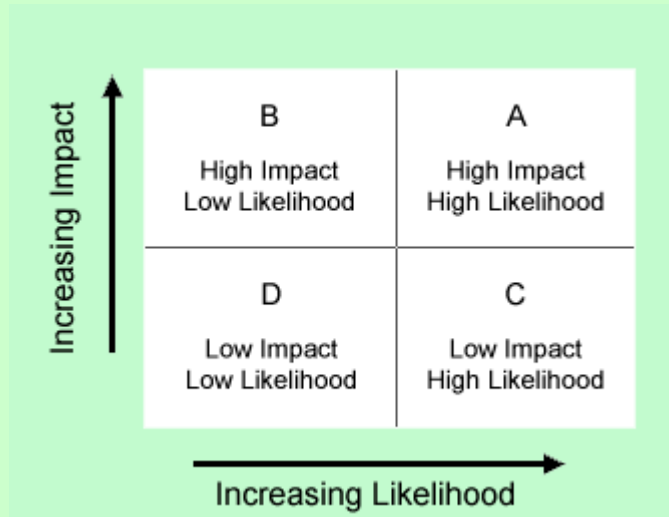 Increasing Impact
B
High Impact
Low Likelihood
A
High Impact
High Likelihood
D
Low Impact
Low Likelihood
C
Low Impact
High Likelihood
Increasing Likelihood